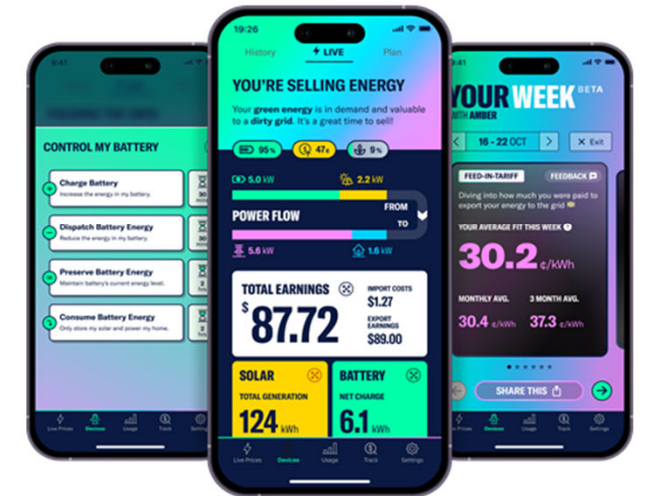 9:41
CONTROL MY BATTERY
Charge Battery
Increase the energy in my battery.
30
Dispatch Battery Energy
Reduce the energy in my battery.
30
Preserve Battery Energy
Maintain battery's current energy level.
2
Consume Battery Energy
Only store my solar and power my home.
2
Live Prices
Devices
Usage
Track
19:26
History
LIVE
Plan
YOU'RE SELLING ENERGY
Your green energy is in demand and valuable
to a dirty grid. It's a great time to sell!
95%
47¢
9%
5.0 kW
2.2 kW
POWER FLOW
FROM
TO
5.6 kW
1.6 kW
TOTAL EARNINGS
$87.72
IMPORT COSTS
$1.27
EXPORT
EARNINGS
$89.00
SOLAR
TOTAL GENERATION
124 kWh
BATTERY
NET CHARGE
6.1 kWh
Live Prices
Devices
Usage
Track
Settings
:41
YOUR WEEK BETA
WITH AMBER
16 - 22 OCT
Exit
FEED-IN-TARIFF
FEEDBACK
Diving into how much you were paid to
export your energy to the grid
YOUR AVERAGE FIT THIS WEEK ?
30.2 ¢/kWh
MONTHLY AVG.
30.4 ¢/kWh
3 MONTH AVG.
37.3 ¢/kWh
SHARE THIS
Devices
Usage
Track
Settings